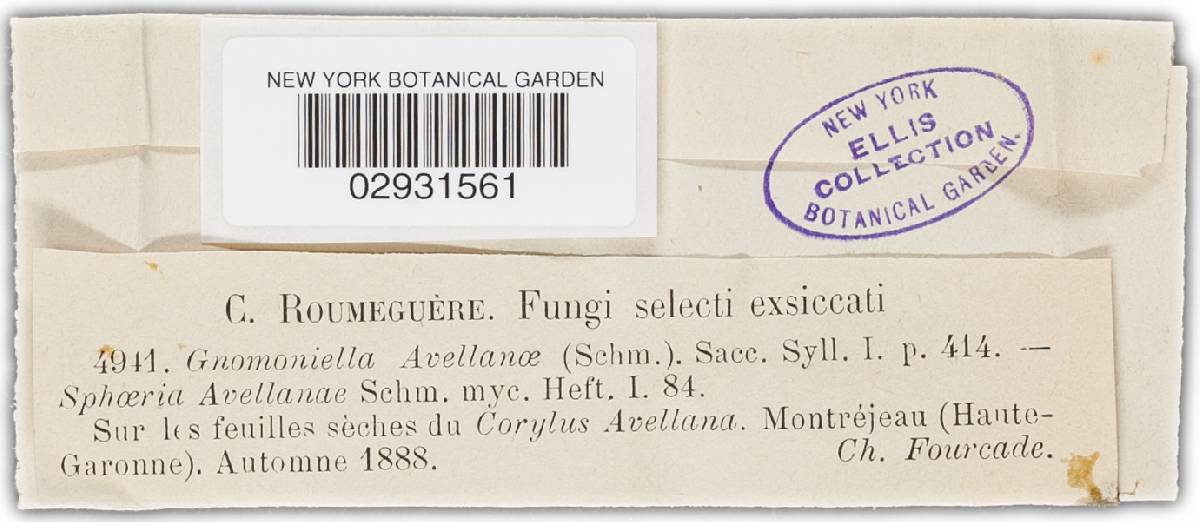 NEW YORK BOTANICAL GARDEN
02931561
NEW YORK
ELLIS
COLLECTION
BOTANICAL GARDEN.
C. ROUMEGUÈRE. Fungi selecti exsiccati
4941. Gnomoniella Avellanæ (Schm.). Sacc. Syll. I. p. 414. —
Sphœria Avellanae Schm. myc. Heft. I. 84.
Sur les feuilles sèches du Corylus Avellana. Montréjeau (Haute-
Garonne). Automne 1888. Ch. Fourcade.